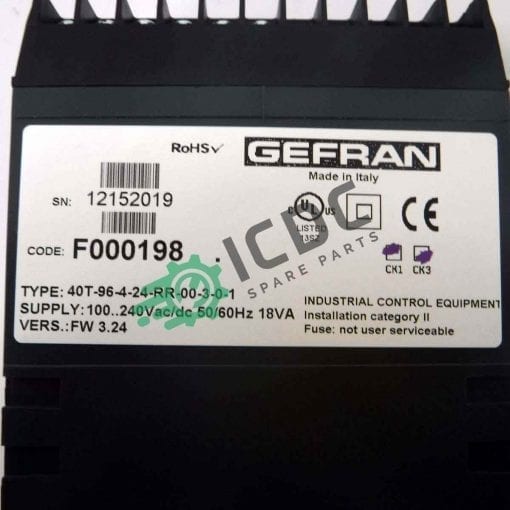 RoHS
GEFRAN
Made in Italy
SN: 12152019
C UL US
LISTED
CE
CODE: F000198 .
CK1 CK3
ICDC
SPARE PARTS
TYPE: 40T-96-4-24-RR-00-3-0-1
SUPPLY:100..240Vac/dc 50/60Hz 18VA
VERS.:FW 3.24
INDUSTRIAL CONTROL EQUIPMENT
Installation category II
Fuse: not user serviceable